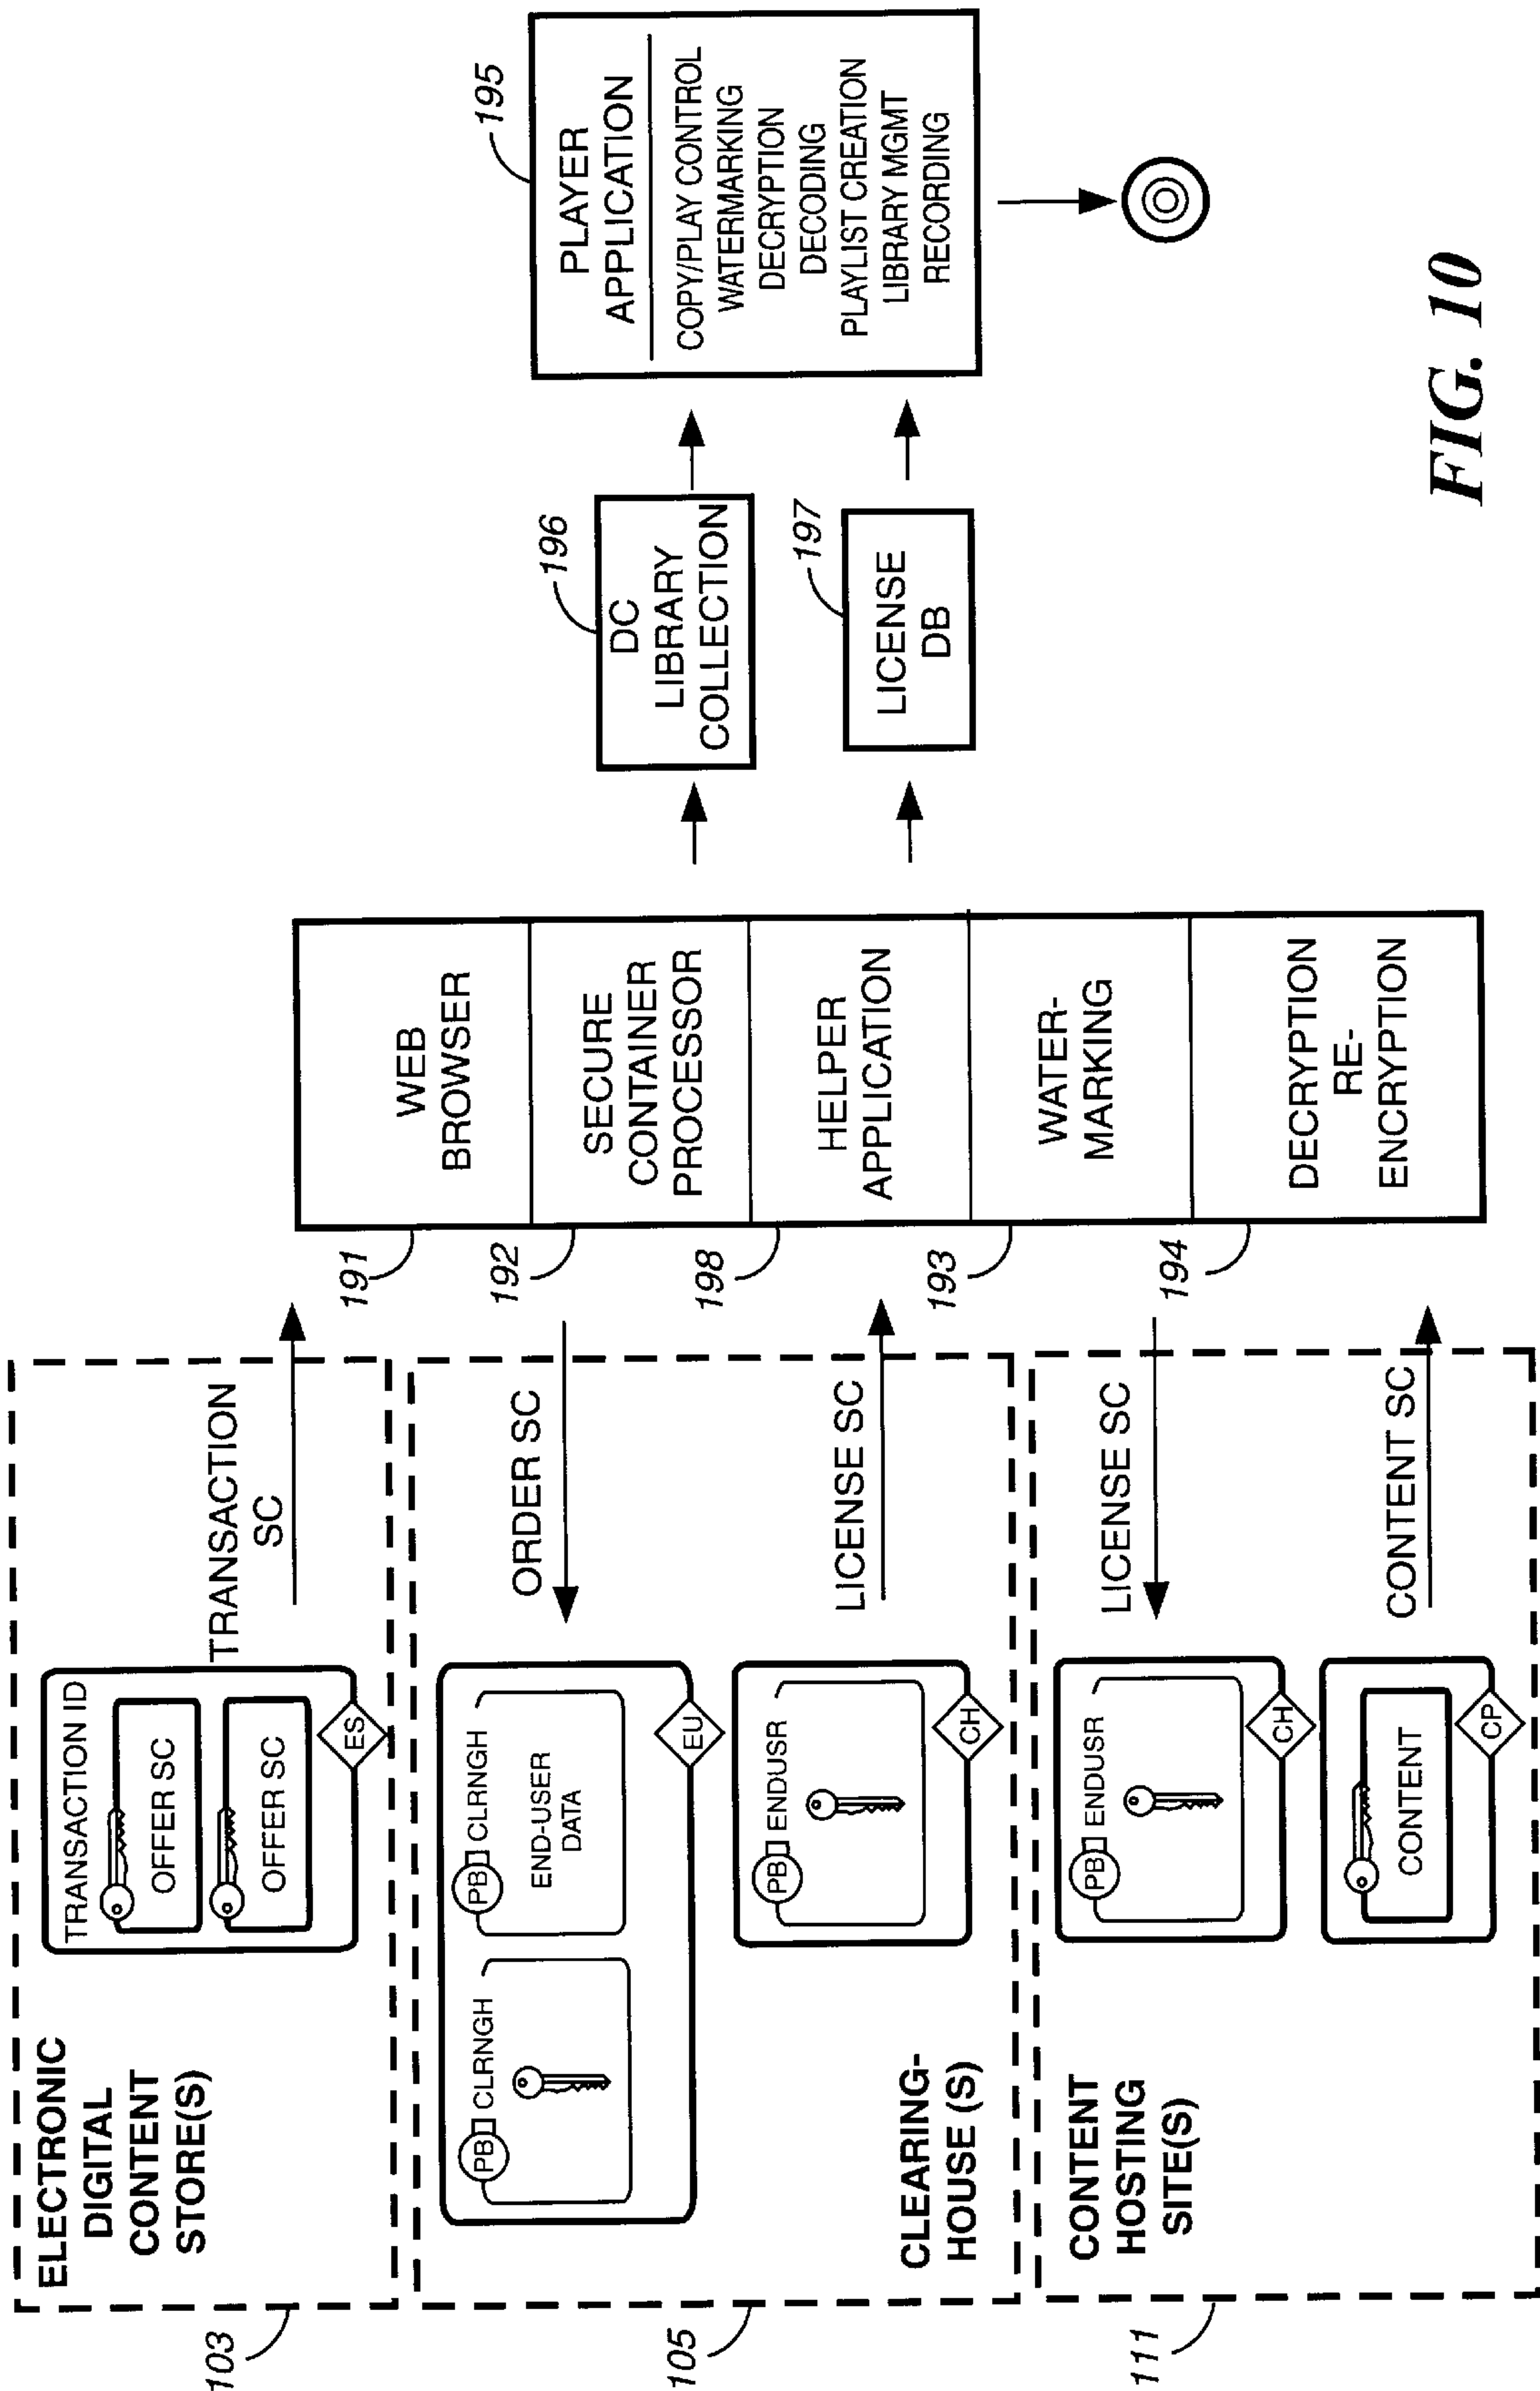 ELECTRONIC
DIGITAL
CONTENT
STORE(S)
103
TRANSACTION ID
OFFER SC
OFFER SC
ES
TRANSACTION
SC
CLEARING-
HOUSE (S)
105
PB CLRNGH
PB CLRNGH
END-USER
DATA
EU
ORDER SC
PB ENDUSR
CH
LICENSE SC
CONTENT
HOSTING
SITE(S)
111
PB ENDUSR
CH
LICENSE SC
CONTENT
CP
CONTENT SC
191
WEB
BROWSER
192
SECURE
CONTAINER
PROCESSOR
198
HELPER
APPLICATION
193
WATER-
MARKING
194
DECRYPTION
RE-
ENCRYPTION
196
DC
LIBRARY
COLLECTION
197
LICENSE
DB
195
PLAYER
APPLICATION
COPY/PLAY CONTROL
WATERMARKING
DECRYPTION
DECODING
PLAYLIST CREATION
LIBRARY MGMT
RECORDING
FIG. 10